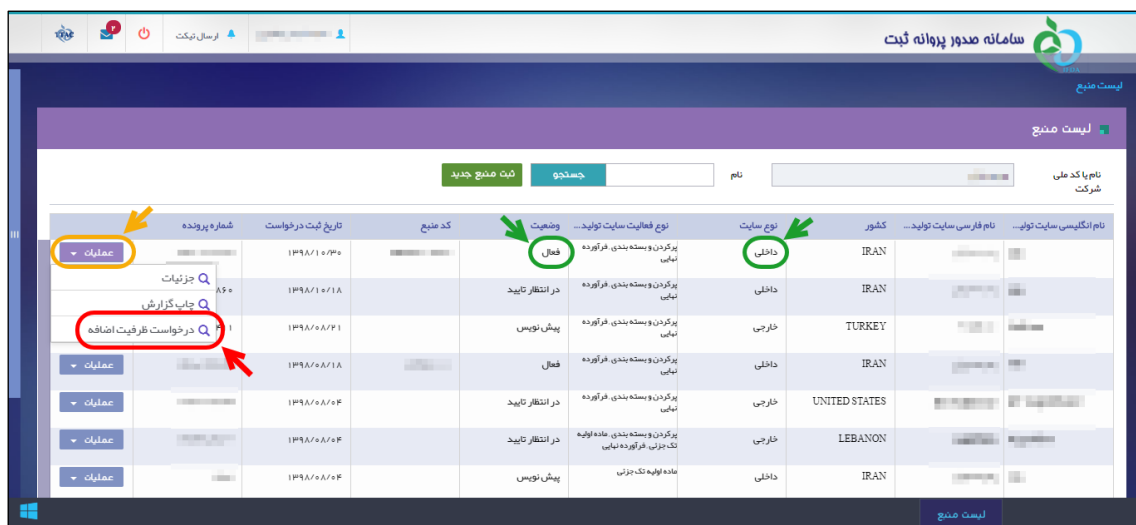 سامانه صدور پروانه ثبت
ارسال تیکت
۲
TTAC
IFDA
لیست منبع
لیست منبع
نام یا کد ملی شرکت
نام
جستجو
ثبت منبع جدید
نام انگلیسی سایت تولی... نام فارسی سایت تولید... کشور نوع سایت نوع فعالیت سایت تولید... وضعیت کد منبع تاریخ ثبت درخواست شماره پرونده
IRAN داخلی پرکردن و بسته بندی, فرآورده نهایی فعال ۱۳۹۸/۱۰/۳۰ عملیات
جزئیات
چاپ گزارش
درخواست ظرفیت اضافه
IRAN داخلی پرکردن و بسته بندی, فرآورده نهایی در انتظار تایید ۱۳۹۸/۱۰/۱۸ ۸۶۰
TURKEY خارجی پرکردن و بسته بندی, فرآورده نهایی پیش نویس ۱۳۹۸/۰۸/۲۱
IRAN داخلی پرکردن و بسته بندی, فرآورده نهایی فعال ۱۳۹۸/۰۸/۱۸ عملیات
UNITED STATES خارجی پرکردن و بسته بندی, فرآورده نهایی در انتظار تایید ۱۳۹۸/۰۸/۰۴ عملیات
LEBANON خارجی پرکردن و بسته بندی, ماده اولیه تک جزئی, فرآورده نهایی در انتظار تایید ۱۳۹۸/۰۸/۰۴ عملیات
IRAN داخلی ماده اولیه تک جزئی پیش نویس ۱۳۹۸/۰۸/۰۴ عملیات
لیست منبع